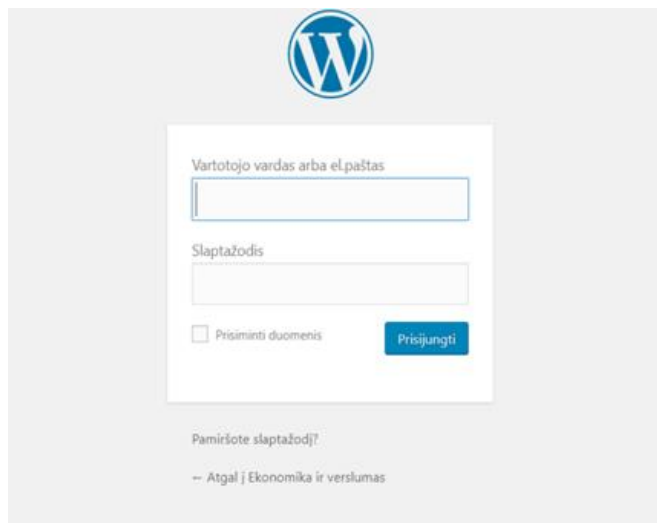 Vartotojo vardas arba el.paštas
Slaptažodis
Prisiminti duomenis
Prisijungti
Pamiršote slaptažodį?
← Atgal į Ekonomika ir verslumas